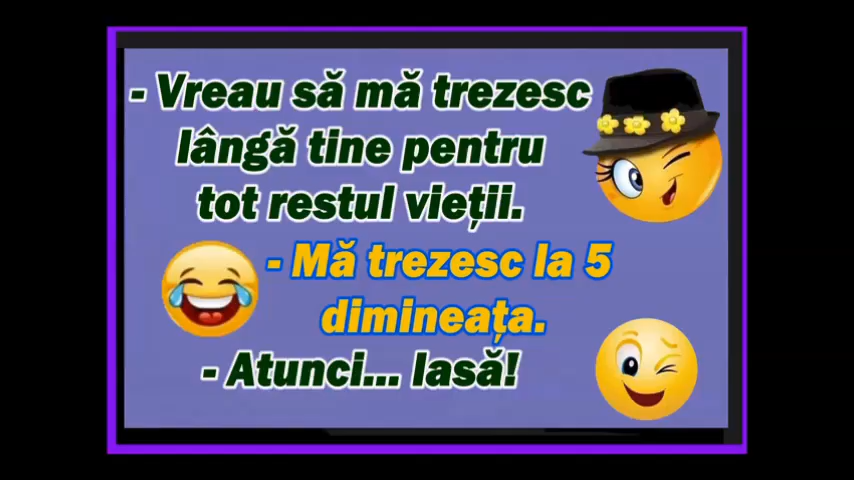 - Vreau să mă trezesc
lângă tine pentru
tot restul vieții.
- Mă trezesc la 5
dimineața.
- Atunci... lasă!